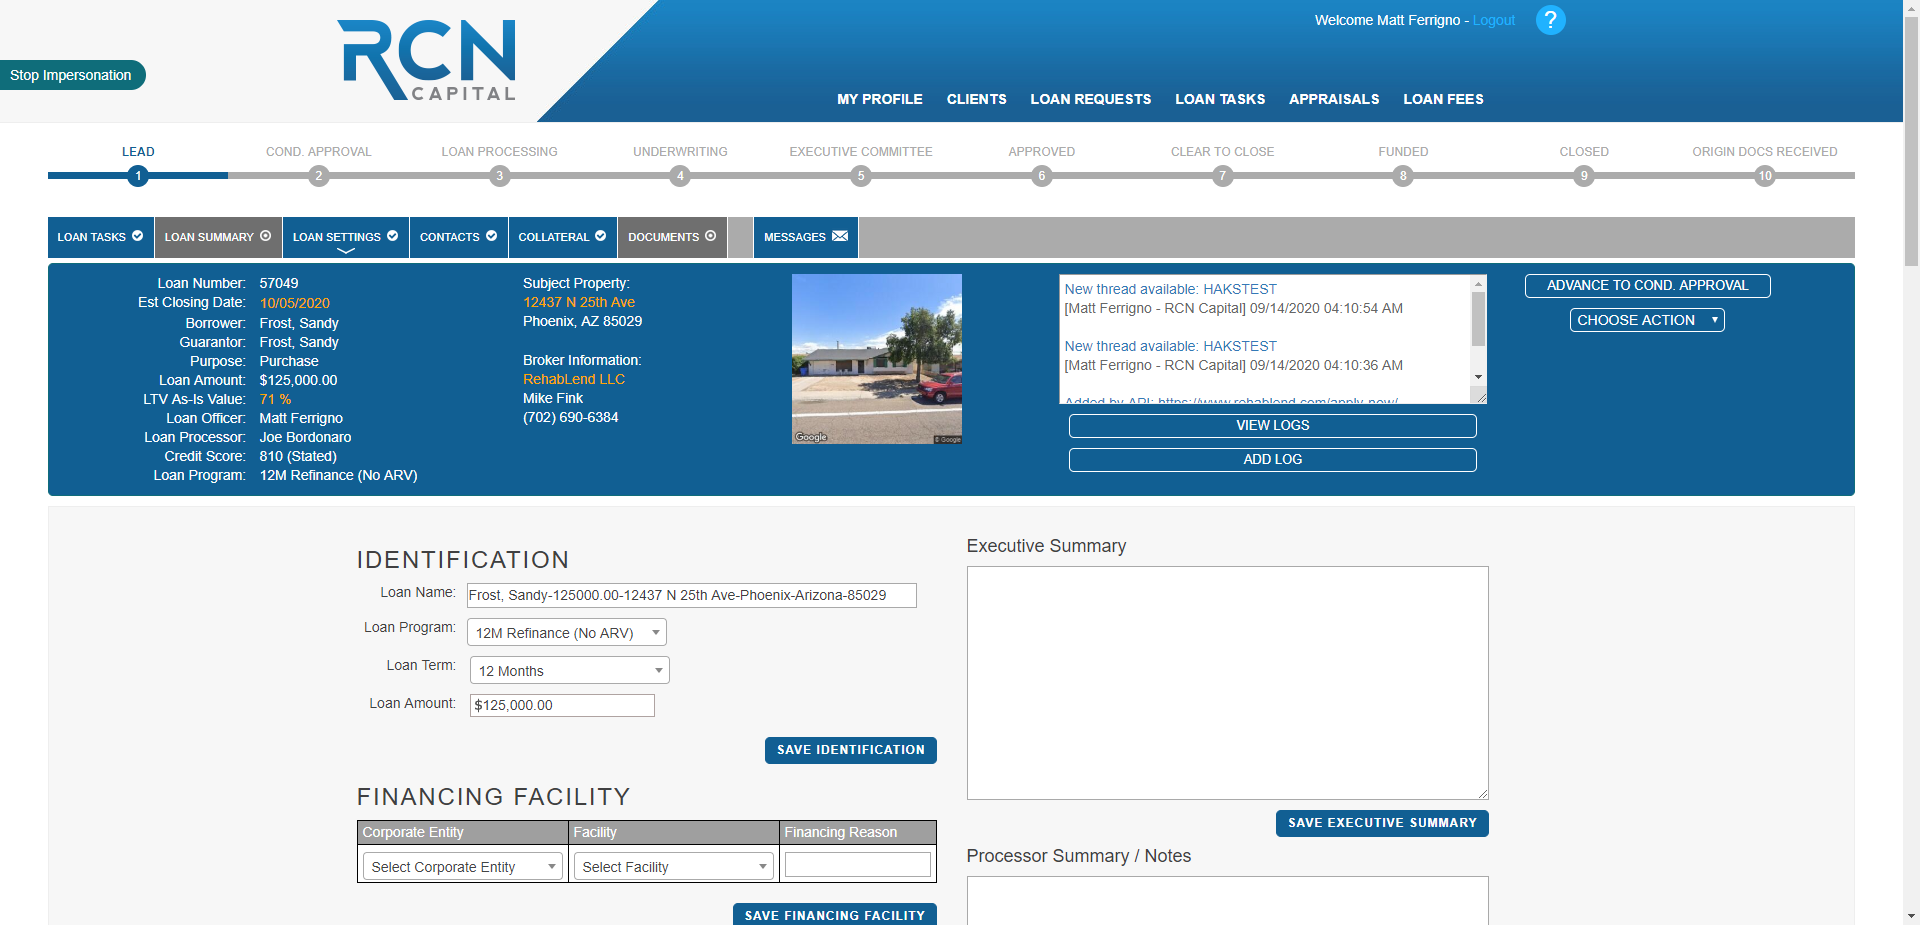 RCN
CAPITAL
Welcome Matt Ferrigno - Logout
?
Stop Impersonation
MY PROFILE CLIENTS LOAN REQUESTS LOAN TASKS APPRAISALS LOAN FEES
LEAD COND. APPROVAL LOAN PROCESSING UNDERWRITING EXECUTIVE COMMITTEE APPROVED CLEAR TO CLOSE FUNDED CLOSED ORIGIN DOCS RECEIVED
1 2 3 4 5 6 7 8 9 10
LOAN TASKS LOAN SUMMARY LOAN SETTINGS CONTACTS COLLATERAL DOCUMENTS MESSAGES
Loan Number: 57049
Est Closing Date: 10/05/2020
Borrower: Frost, Sandy
Guarantor: Frost, Sandy
Purpose: Purchase
Loan Amount: $125,000.00
LTV As-Is Value: 71 %
Loan Officer: Matt Ferrigno
Loan Processor: Joe Bordonaro
Credit Score: 810 (Stated)
Loan Program: 12M Refinance (No ARV)
Subject Property:
12437 N 25th Ave
Phoenix, AZ 85029
Broker Information:
RehabLend LLC
Mike Fink
(702) 690-6384
Google
© Google
New thread available: HAKSTEST
[Matt Ferrigno - RCN Capital] 09/14/2020 04:10:54 AM
New thread available: HAKSTEST
[Matt Ferrigno - RCN Capital] 09/14/2020 04:10:36 AM
Added by API: https://www.rehablend.com/apply-now/
VIEW LOGS
ADD LOG
ADVANCE TO COND. APPROVAL
CHOOSE ACTION
IDENTIFICATION
Loan Name: Frost, Sandy-125000.00-12437 N 25th Ave-Phoenix-Arizona-85029
Loan Program: 12M Refinance (No ARV)
Loan Term: 12 Months
Loan Amount: $125,000.00
SAVE IDENTIFICATION
FINANCING FACILITY
Corporate Entity Facility Financing Reason
Select Corporate Entity Select Facility
SAVE FINANCING FACILITY
Executive Summary
SAVE EXECUTIVE SUMMARY
Processor Summary / Notes